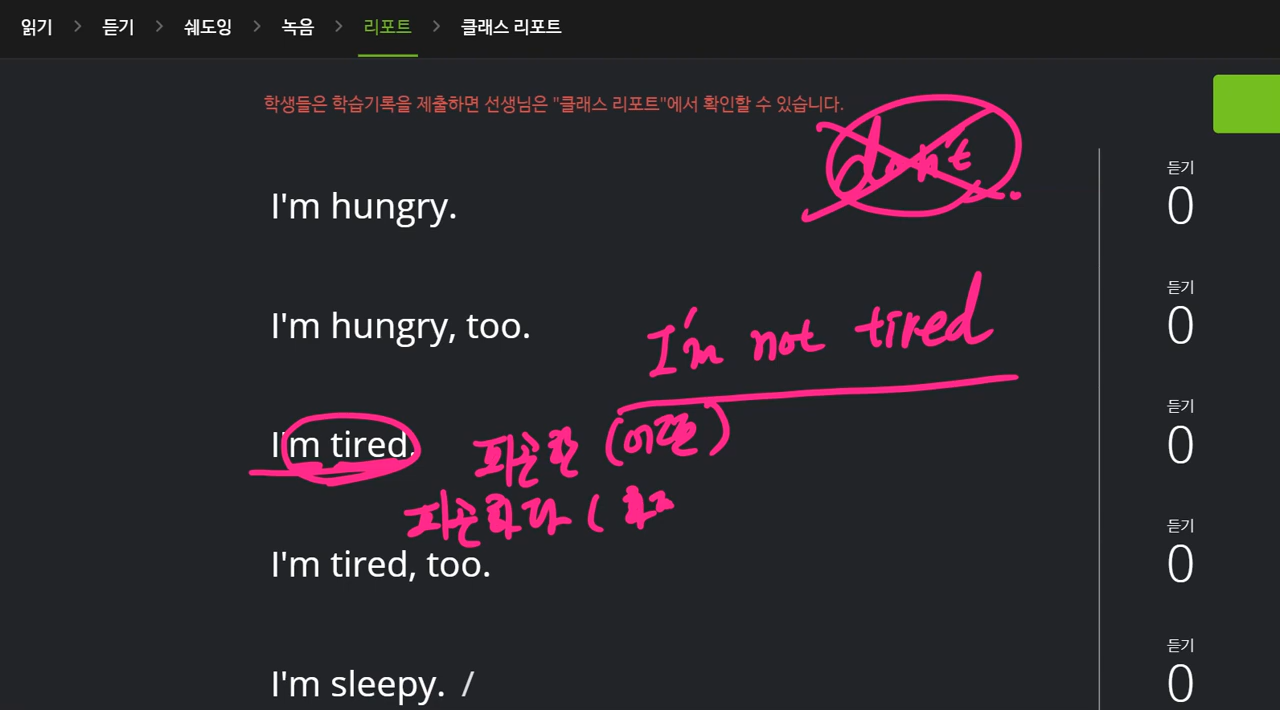 읽기 > 듣기 > 쉐도잉 > 녹음 > 리포트 > 클래스 리포트
학생들은 학습기록을 제출하면 선생님은 "클래스 리포트"에서 확인할 수 있습니다.
don't
듣기
I'm hungry.
0
듣기
I'm hungry, too.
0
I'm not tired
듣기
I'm tired.
0
피곤한
피곤하다 (
듣기
I'm tired, too.
0
듣기
I'm sleepy. /
0